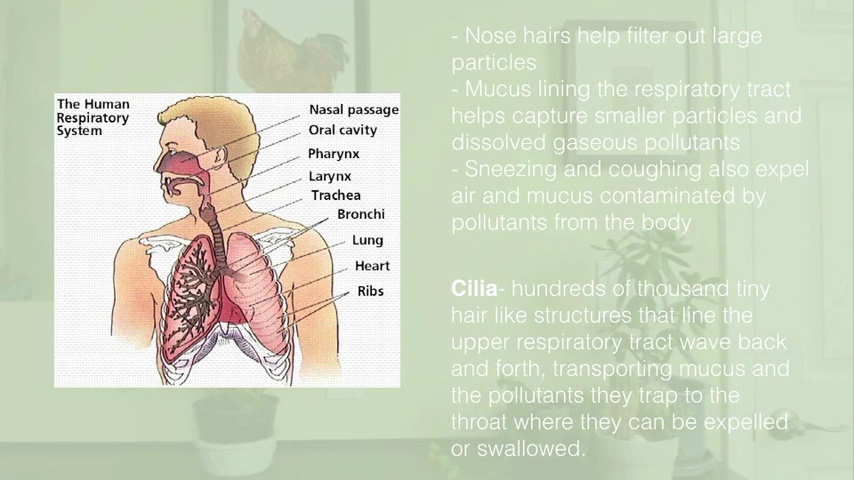 The Human
Respiratory
System
Nasal passage
Oral cavity
Pharynx
Larynx
Trachea
Bronchi
Lung
Heart
Ribs
- Nose hairs help filter out large
particles
- Mucus lining the respiratory tract
helps capture smaller particles and
dissolved gaseous pollutants
- Sneezing and coughing also expel
air and mucus contaminated by
pollutants from the body
Cilia- hundreds of thousand tiny
hair like structures that line the
upper respiratory tract wave back
and forth, transporting mucus and
the pollutants they trap to the
throat where they can be expelled
or swallowed.